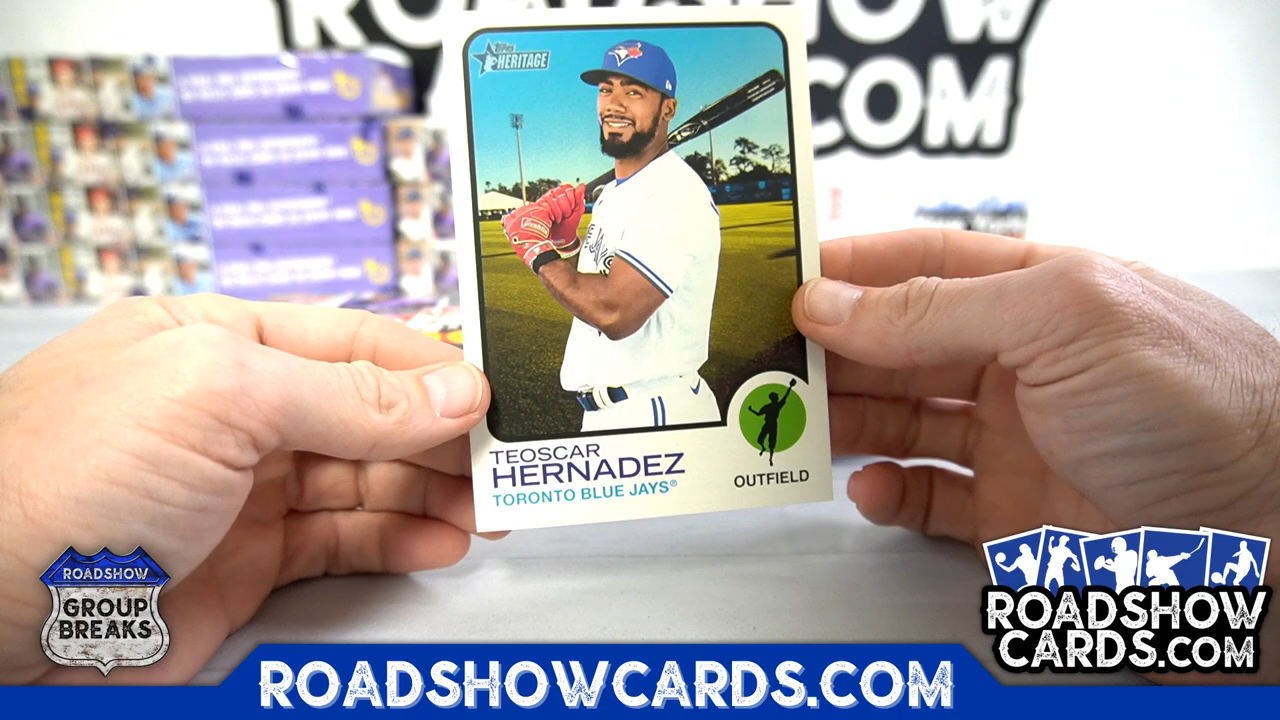 ROADSHOW
COM
Topps
HERITAGE
TEOSCAR
HERNADEZ
TORONTO BLUE JAYS®
OUTFIELD
ROADSHOW
GROUP
BREAKS
ROADSHOW
CARDS.COM
ROADSHOWCARDS.COM